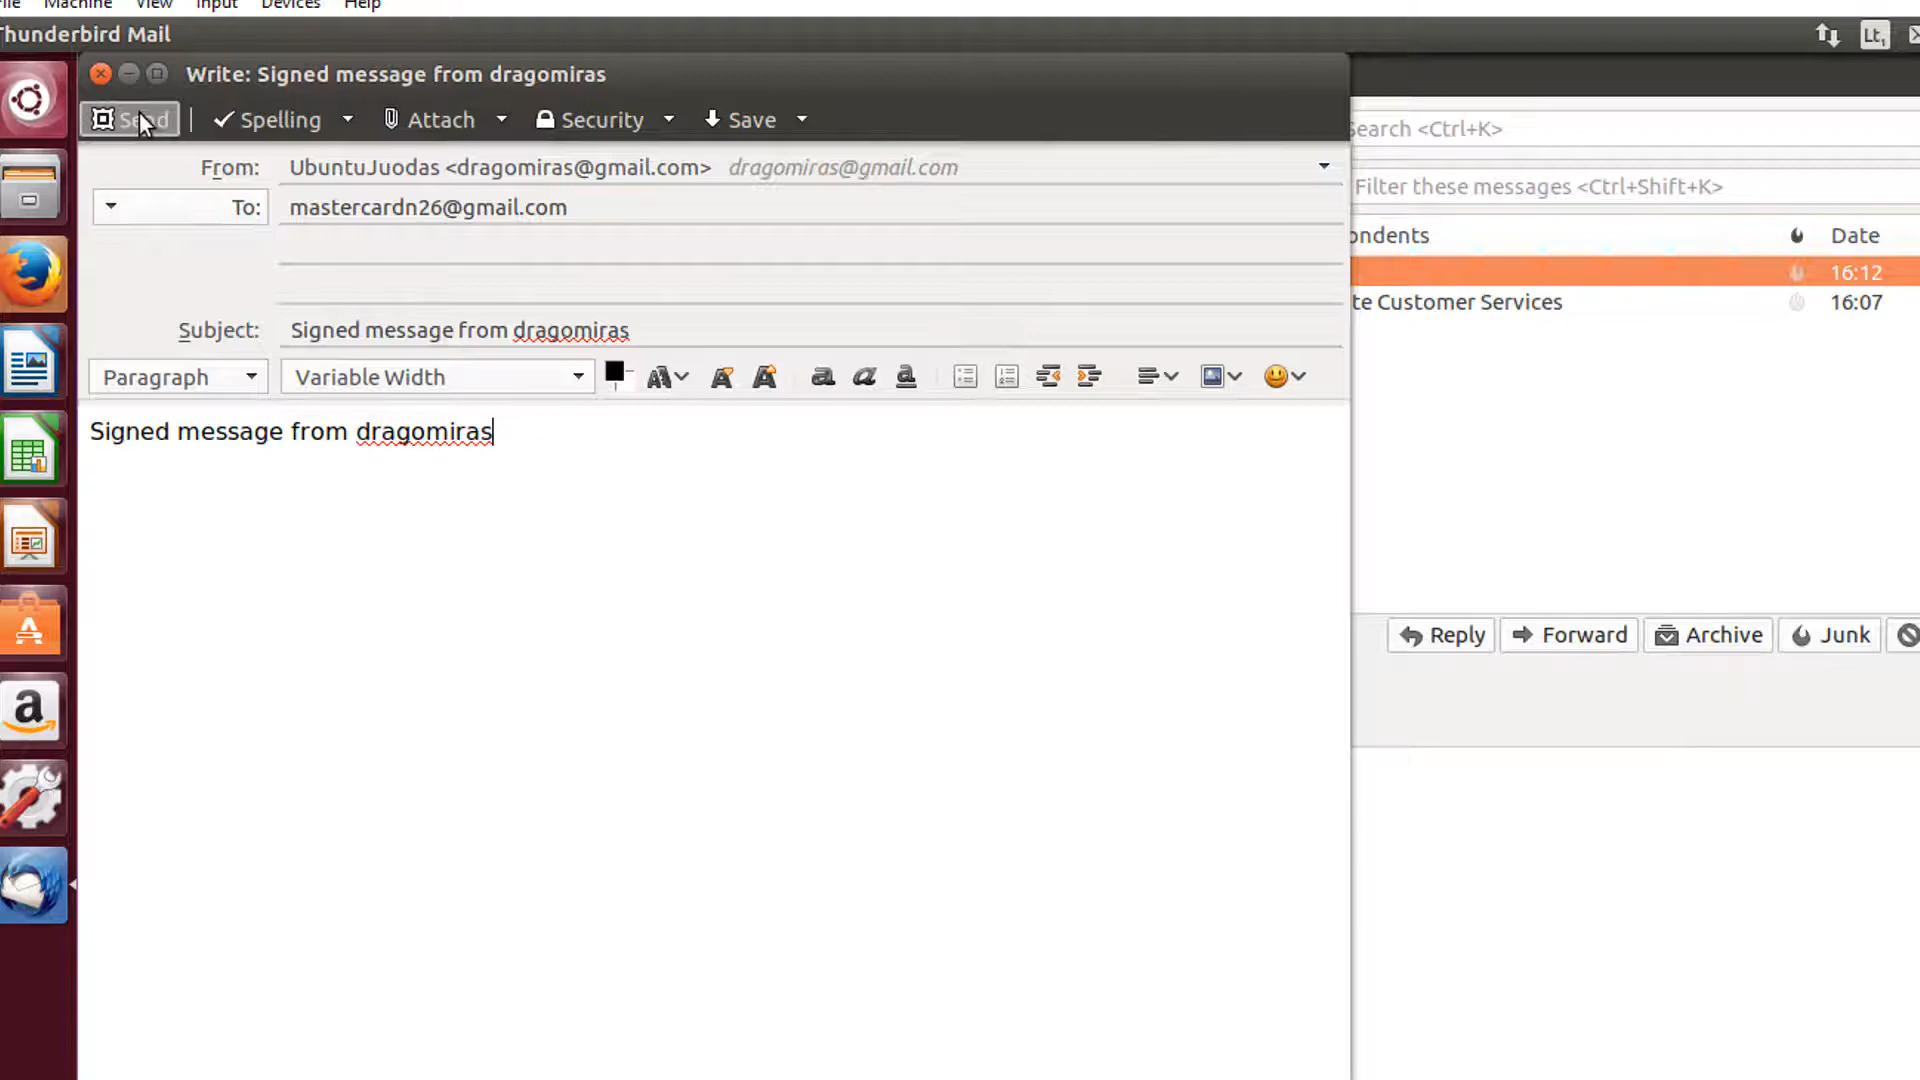 File Machine View Input Devices Help
Thunderbird Mail
Lt1
Write: Signed message from dragomiras
Send Spelling Attach Security Save
Search <Ctrl+K>
From: UbuntuJuodas <dragomiras@gmail.com> dragomiras@gmail.com
Filter these messages <Ctrl+Shift+K>
To: mastercardn26@gmail.com
ondents Date
16:12
te Customer Services 16:07
Subject: Signed message from dragomiras
Paragraph Variable Width
Signed message from dragomiras
Reply Forward Archive Junk